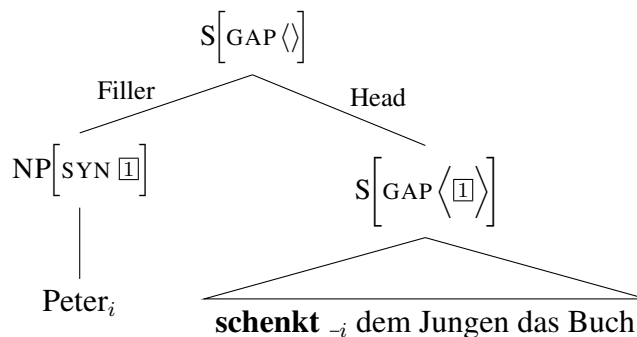 S[GAP ⟨⟩]
Filler Head
NP[SYN 1]
S[GAP ⟨1⟩]
Peter_i
schenkt _i dem Jungen das Buch